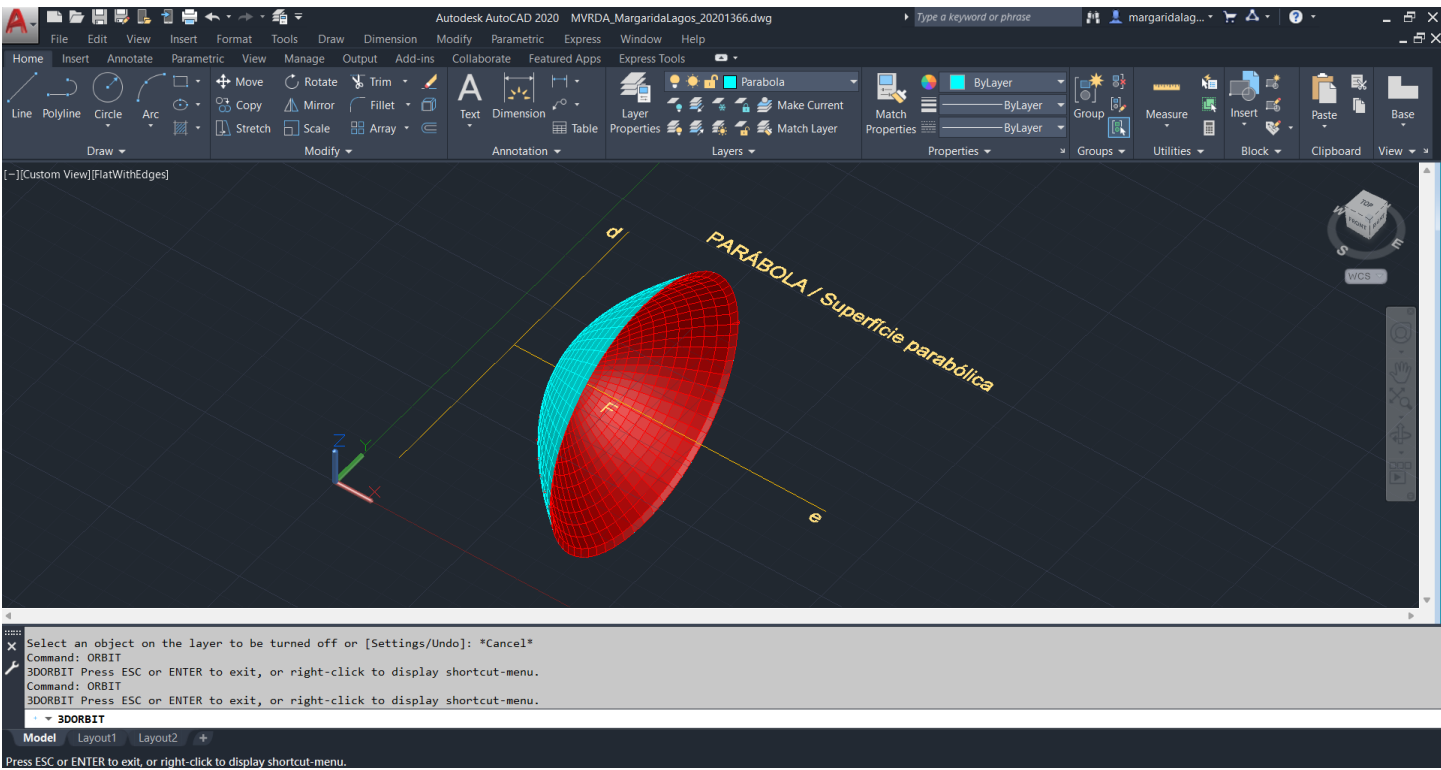 A Autodesk AutoCAD 2020 MVRDA_MargaridaLagos_20201366.dwg Type a keyword or phrase margaridalag...
File Edit View Insert Format Tools Draw Dimension Modify Parametric Express Window Help
Home Insert Annotate Parametric View Manage Output Add-ins Collaborate Featured Apps Express Tools
Line Polyline Circle Arc
Move Rotate Trim
Copy Mirror Fillet
Stretch Scale Array
A Text Dimension Table
Layer Properties
Parabola
Make Current
Match Layer
Match Properties
ByLayer
ByLayer
ByLayer
Group Measure Insert Paste Base
Draw Modify Annotation Layers Properties Groups Utilities Block Clipboard View
[−][Custom View][FlatWithEdges]
TOP
FRONT
W
S
E
WCS
d
PARÁBOLA / Superfície parabólica
F
e
Z
Y
X
Select an object on the layer to be turned off or [Settings/Undo]: *Cancel*
Command: ORBIT
3DORBIT Press ESC or ENTER to exit, or right-click to display shortcut-menu.
Command: ORBIT
3DORBIT Press ESC or ENTER to exit, or right-click to display shortcut-menu.
3DORBIT
Model Layout1 Layout2 +
Press ESC or ENTER to exit, or right-click to display shortcut-menu.